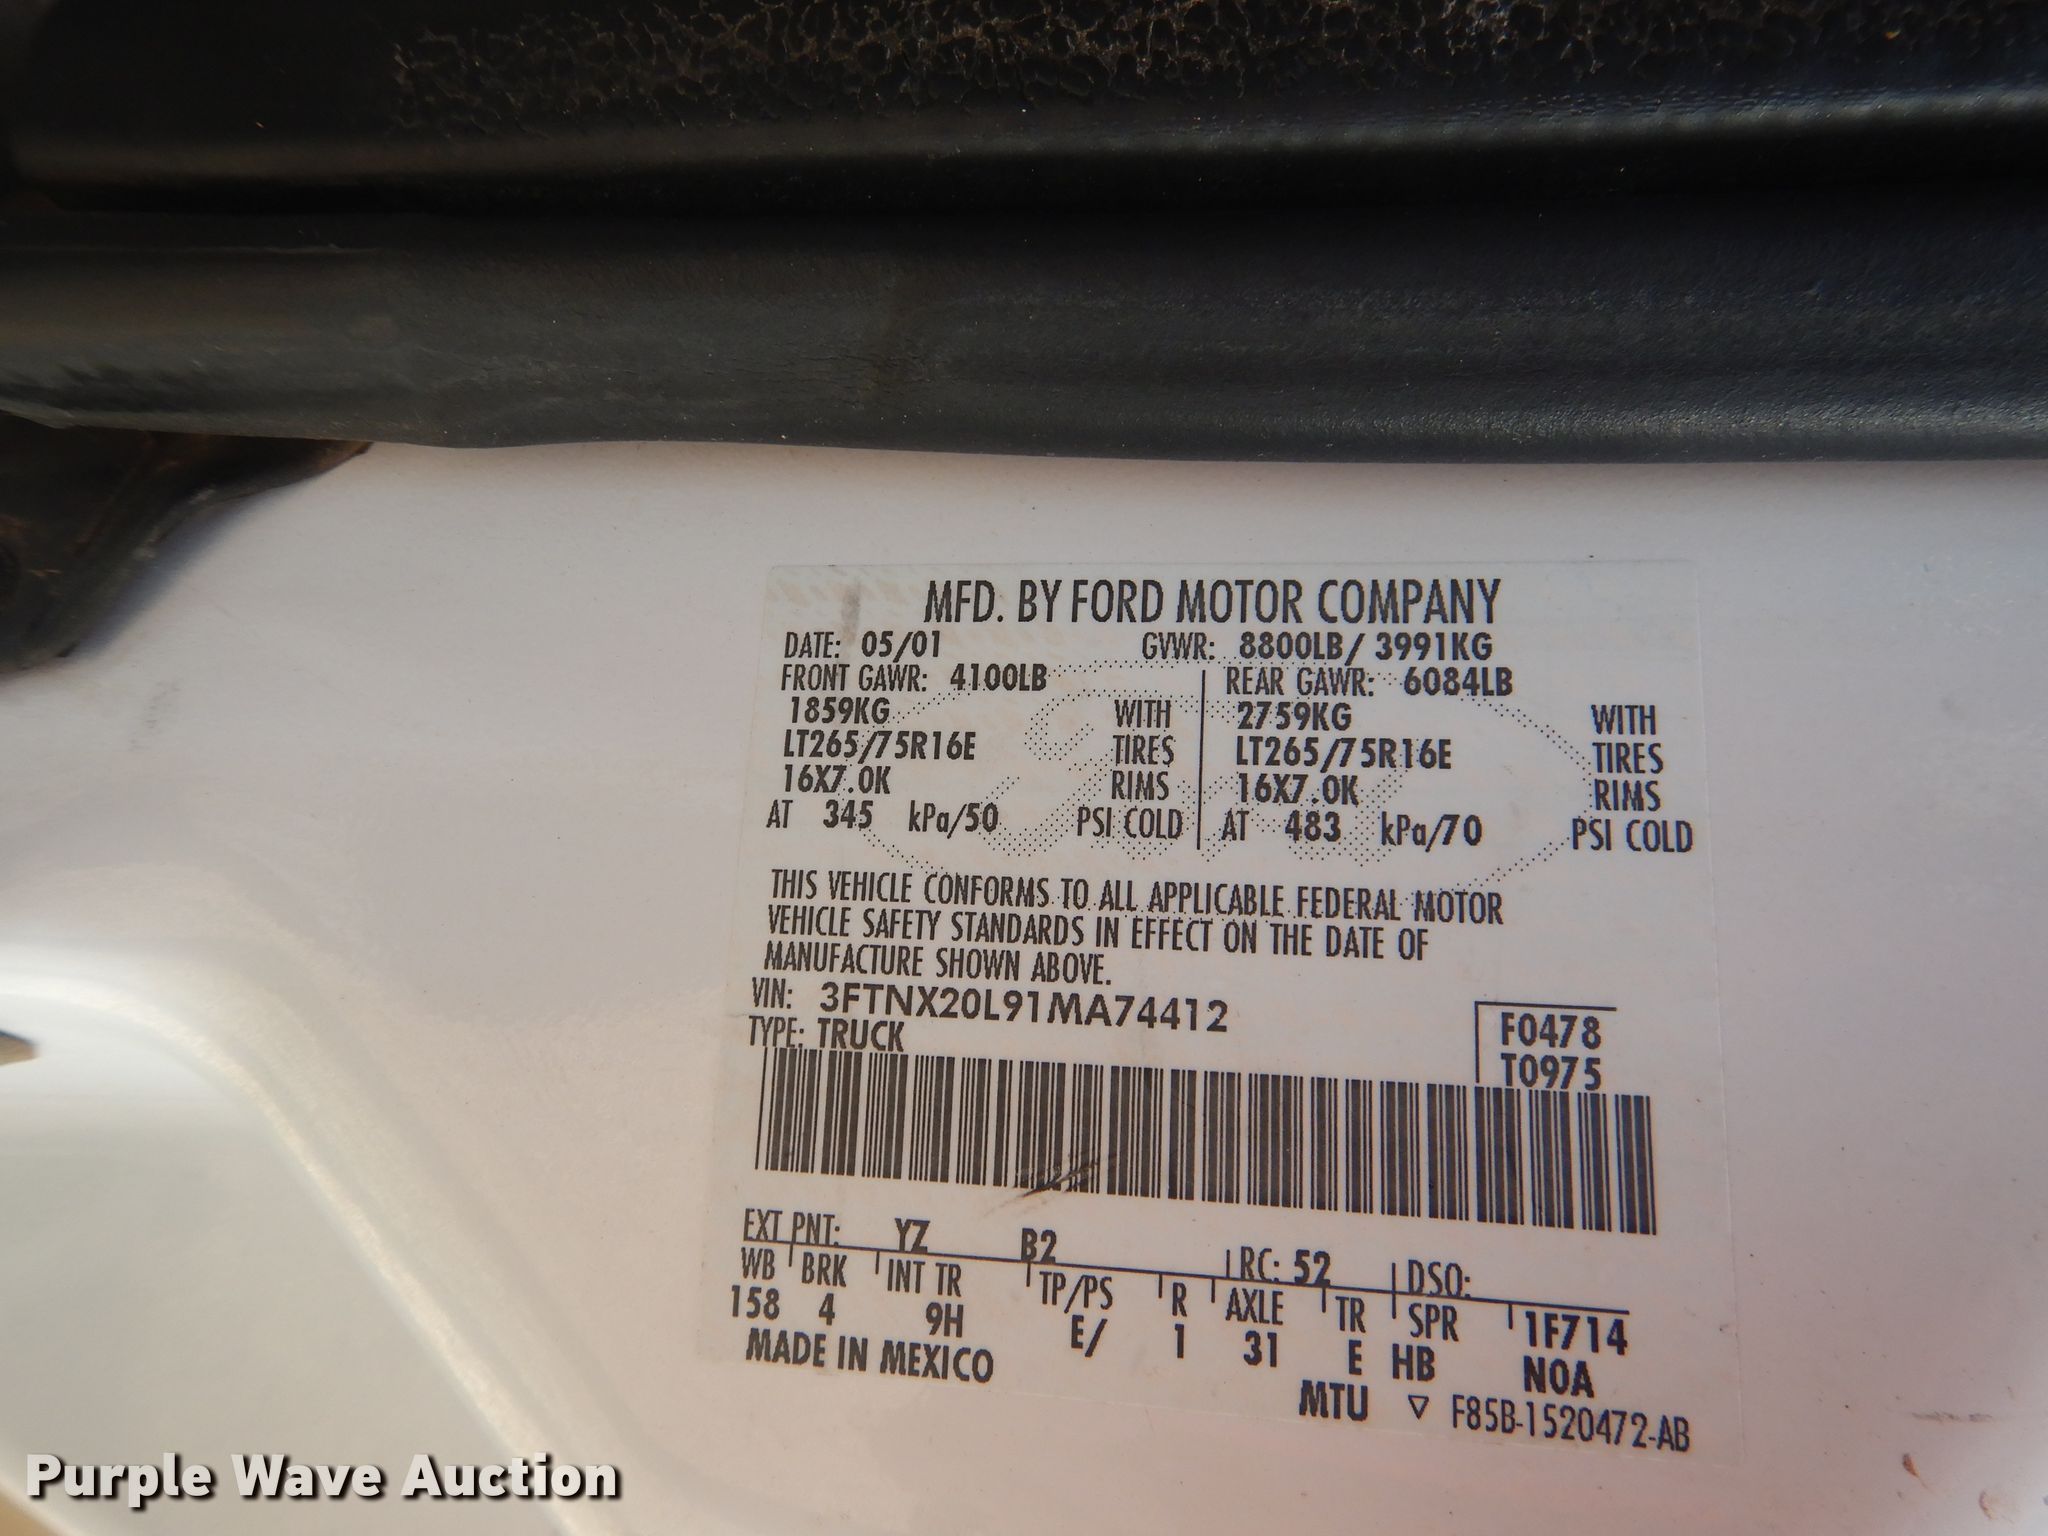 MFD. BY FORD MOTOR COMPANY
DATE: 05/01 GVWR: 8800LB/ 3991KG
FRONT GAWR: 4100LB REAR GAWR: 6084LB
1859KG WITH 2759KG WITH
LT265/75R16E TIRES LT265/75R16E TIRES
16X7.0K RIMS 16X7.0K RIMS
AT 345 kPa/50 PSI COLD AT 483 kPa/70 PSI COLD
THIS VEHICLE CONFORMS TO ALL APPLICABLE FEDERAL MOTOR
VEHICLE SAFETY STANDARDS IN EFFECT ON THE DATE OF
MANUFACTURE SHOWN ABOVE.
VIN: 3FTNX20L91MA74412 F0478
TYPE: TRUCK T0975
EXT PNT: YZ B2 RC: 52 DSO:
WB BRK INT TR TP/PS R AXLE TR SPR 1F714
158 4 9H E/ 1 31 E HB NOA
MADE IN MEXICO MTU ▽ F85B-1520472-AB
Purple Wave Auction